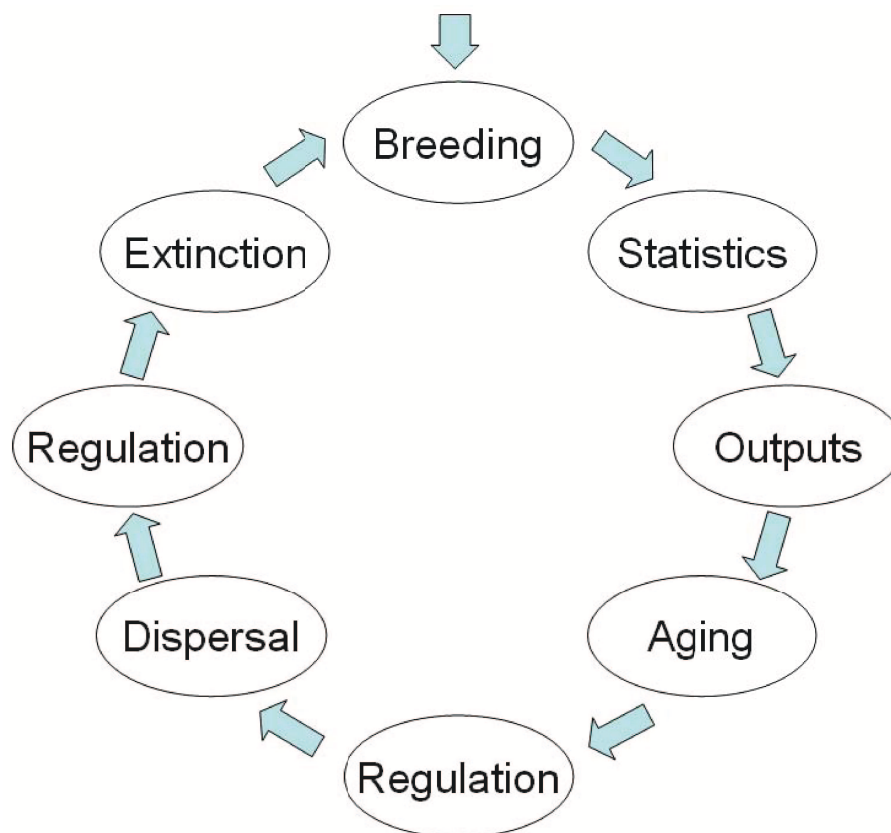 Breeding
Statistics
Outputs
Aging
Regulation
Dispersal
Regulation
Extinction